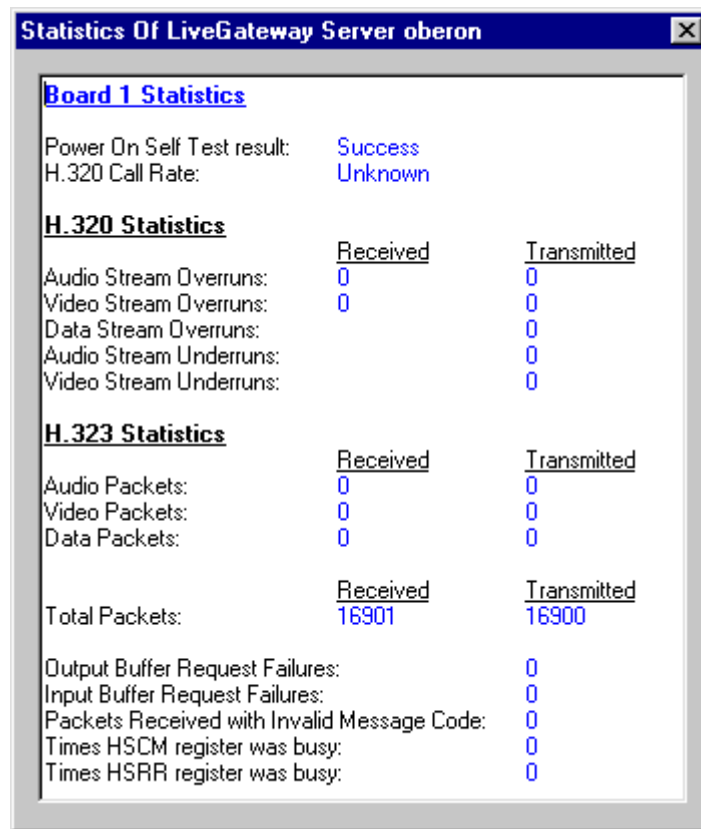 Statistics Of LiveGateway Server oberon
Board 1 Statistics
Power On Self Test result: Success
H.320 Call Rate: Unknown
H.320 Statistics
Received Transmitted
Audio Stream Overruns: 0 0
Video Stream Overruns: 0 0
Data Stream Overruns: 0
Audio Stream Underruns: 0
Video Stream Underruns: 0
H.323 Statistics
Received Transmitted
Audio Packets: 0 0
Video Packets: 0 0
Data Packets: 0 0
Received Transmitted
Total Packets: 16901 16900
Output Buffer Request Failures: 0
Input Buffer Request Failures: 0
Packets Received with Invalid Message Code: 0
Times HSCM register was busy: 0
Times HSRR register was busy: 0